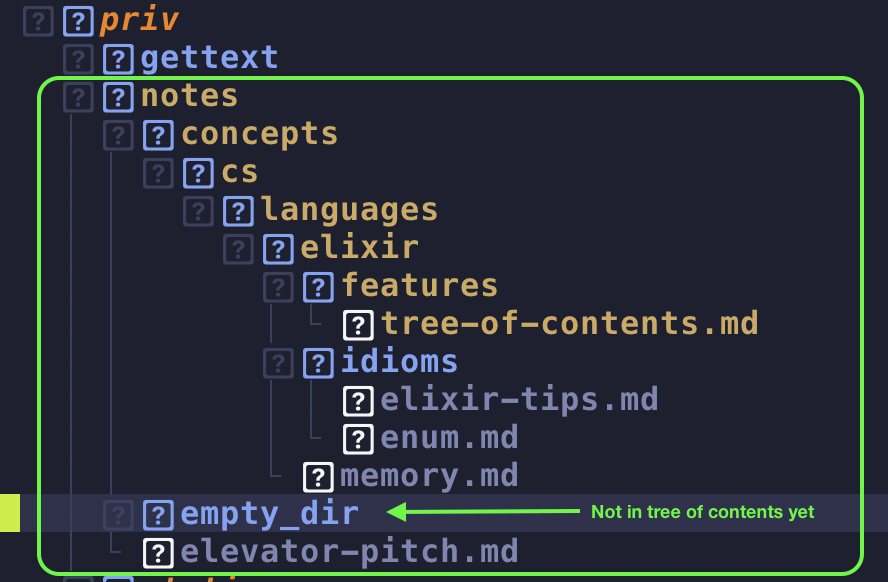 priv
gettext
notes
concepts
cs
languages
elixir
features
tree-of-contents.md
idioms
elixir-tips.md
enum.md
memory.md
empty_dir Not in tree of contents yet
elevator-pitch.md